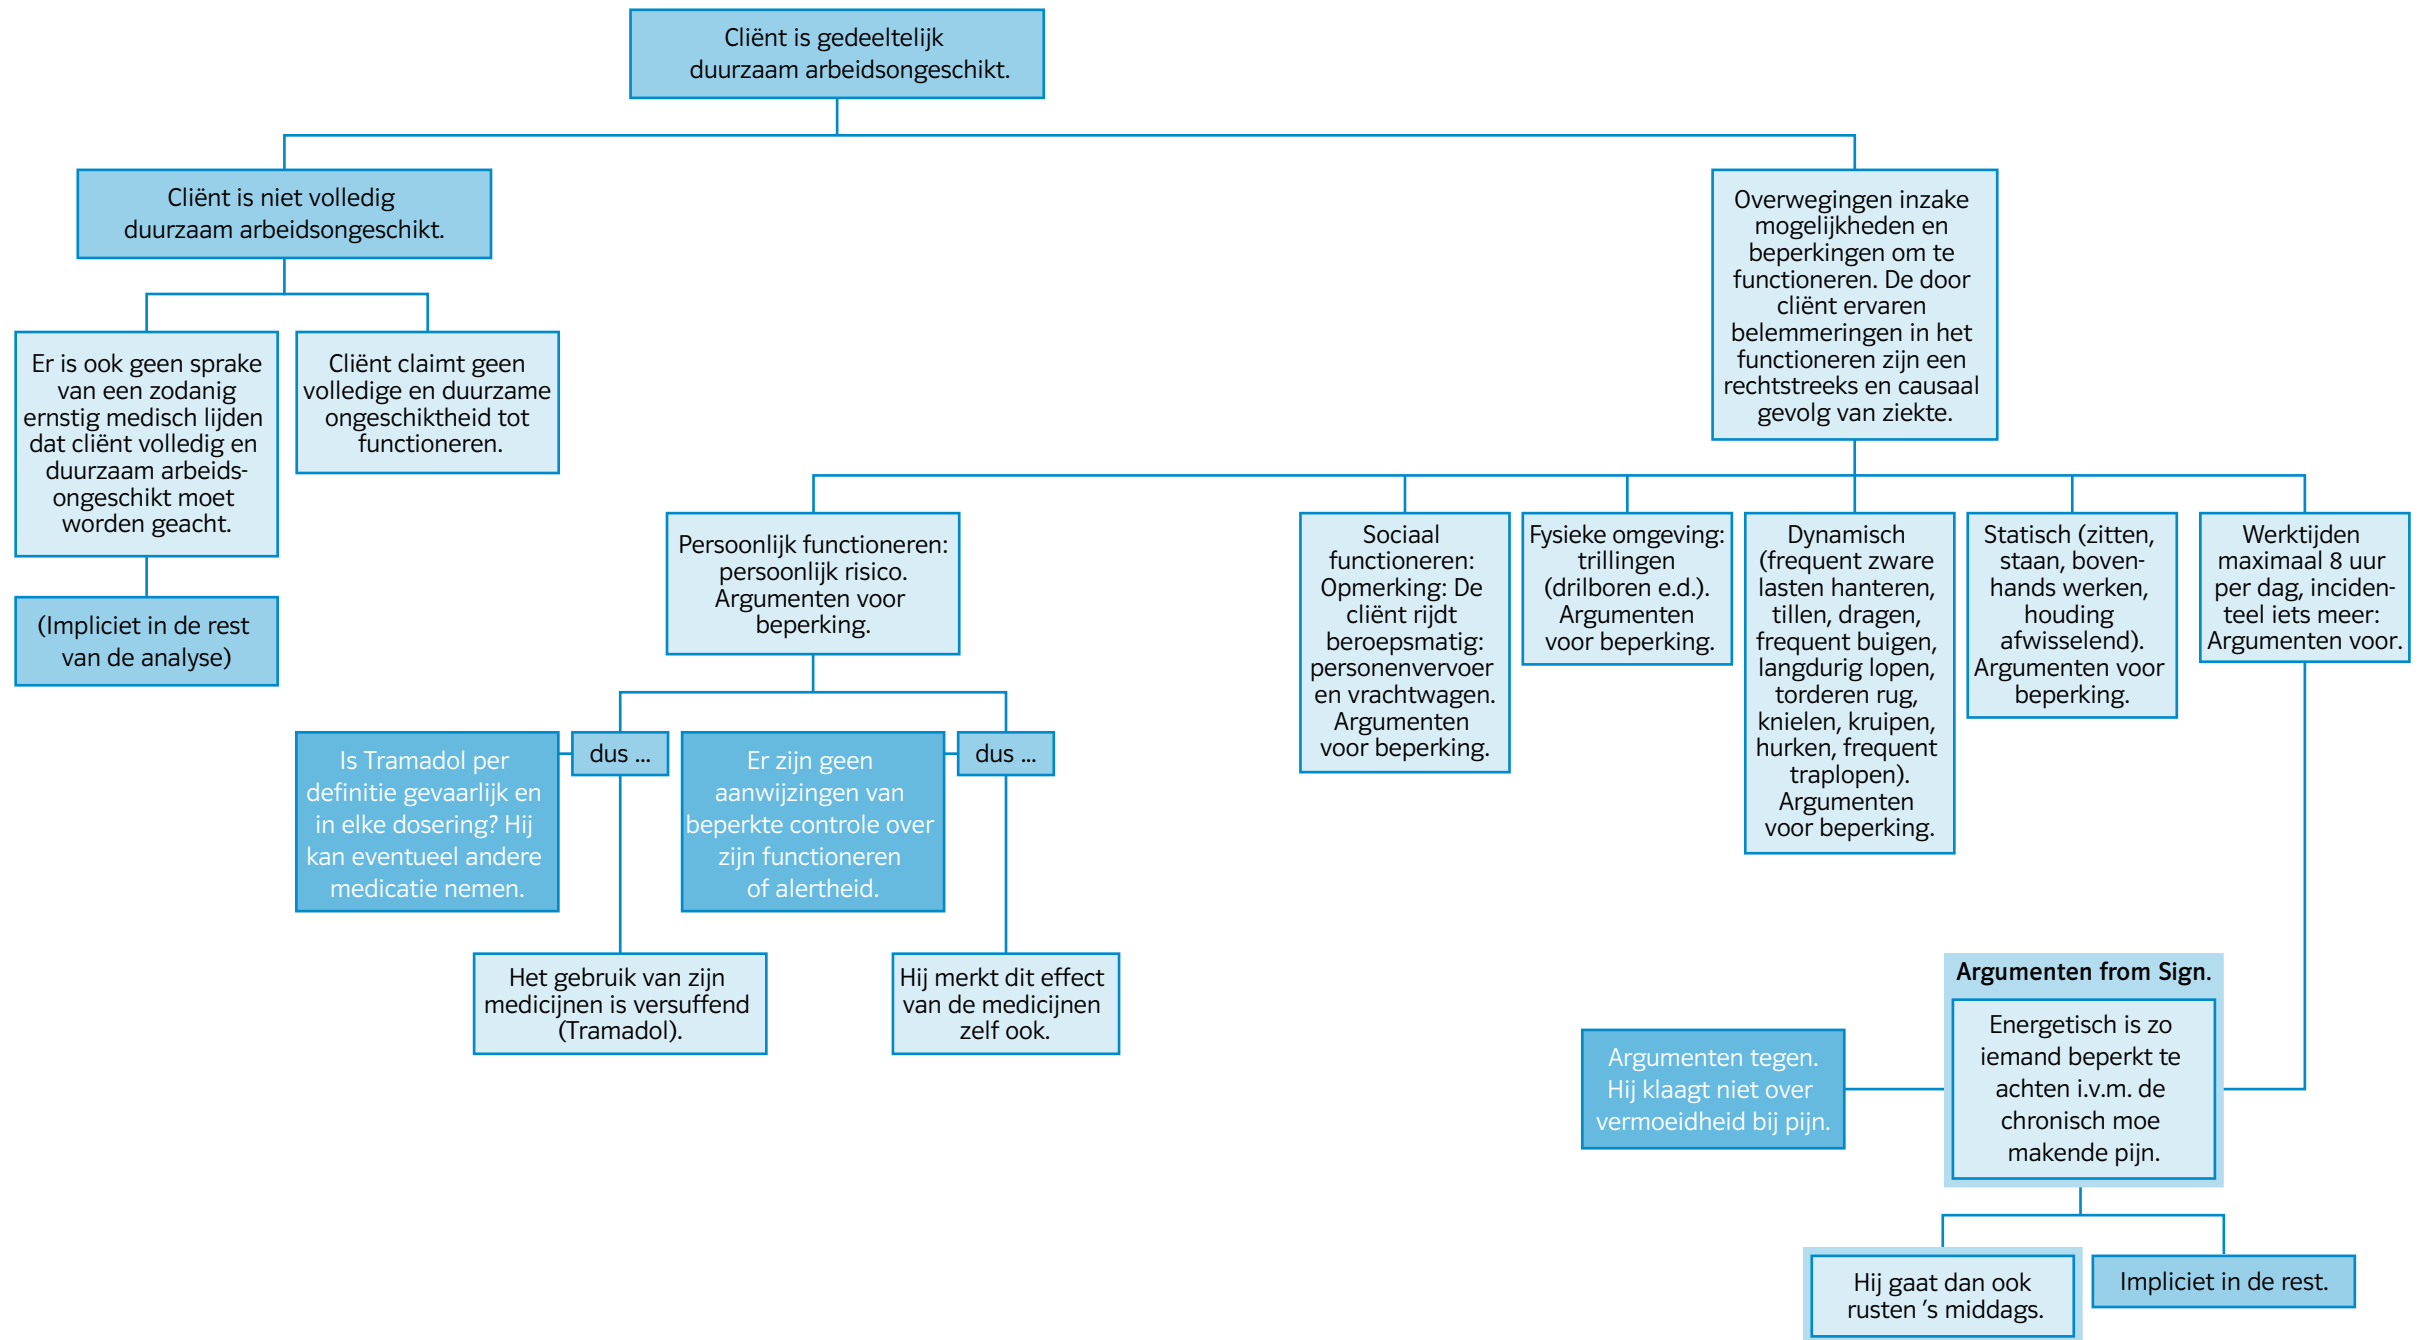 Cliënt is gedeeltelijk
duurzaam arbeidsongeschikt.
Cliënt is niet volledig
duurzaam arbeidsongeschikt.
Overwegingen inzake
mogelijkheden en
beperkingen om te
functioneren. De door
cliënt ervaren
belemmeringen in het
functioneren zijn een
rechtstreeks en causaal
gevolg van ziekte.
Er is ook geen sprake
van een zodanig
ernstig medisch lijden
dat cliënt volledig en
duurzaam arbeids-
ongeschikt moet
worden geacht.
Cliënt claimt geen
volledige en duurzame
ongeschiktheid tot
functioneren.
(Impliciet in de rest
van de analyse)
Persoonlijk functioneren:
persoonlijk risico.
Argumenten voor
beperking.
Sociaal
functioneren:
Opmerking: De
cliënt rijdt
beroepsmatig:
personenvervoer
en vrachtwagen.
Argumenten
voor beperking.
Fysieke omgeving:
trillingen
(drilboren e.d.).
Argumenten
voor beperking.
Dynamisch
(frequent zware
lasten hanteren,
tillen, dragen,
frequent buigen,
langdurig lopen,
torderen rug,
knielen, kruipen,
hurken, frequent
traplopen).
Argumenten
voor beperking.
Statisch (zitten,
staan, boven-
hands werken,
houding
afwisselend).
Argumenten voor
beperking.
Werktijden
maximaal 8 uur
per dag, inciden-
teel iets meer:
Argumenten voor.
Is Tramadol per
definitie gevaarlijk en
in elke dosering? Hij
kan eventueel andere
medicatie nemen.
dus ...
Er zijn geen
aanwijzingen van
beperkte controle over
zijn functioneren
of alertheid.
dus ...
Het gebruik van zijn
medicijnen is versuffend
(Tramadol).
Hij merkt dit effect
van de medicijnen
zelf ook.
Argumenten from Sign.
Energetisch is zo
iemand beperkt te
achten i.v.m. de
chronisch moe
makende pijn.
Argumenten tegen.
Hij klaagt niet over
vermoeidheid bij pijn.
Hij gaat dan ook
rusten ’s middags.
Impliciet in de rest.